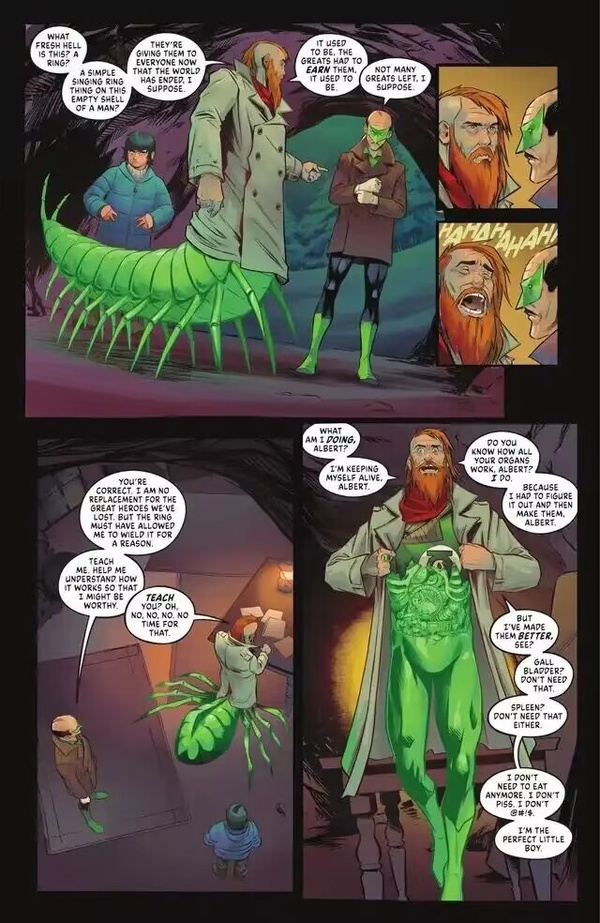 WHAT
FRESH HELL
IS THIS? A
RING?
A SIMPLE
SINGING RING
THING ON THIS
EMPTY SHELL
OF A MAN?
THEY'RE
GIVING THEM TO
EVERYONE NOW
THAT THE WORLD
HAS ENDED, I
SUPPOSE.
IT USED
TO BE, THE
GREATS HAD TO
EARN THEM,
IT USED TO
BE.
NOT MANY
GREATS LEFT, I
SUPPOSE.
HAHAHAHAHAH
YOU'RE
CORRECT. I AM NO
REPLACEMENT FOR THE
GREAT HEROES WE'VE
LOST. BUT THE RING
MUST HAVE ALLOWED
ME TO WIELD IT FOR
A REASON.
TEACH
ME. HELP ME
UNDERSTAND HOW
IT WORKS SO THAT
I MIGHT BE
WORTHY.
TEACH
YOU? OH,
NO, NO, NO. NO
TIME FOR
THAT.
WHAT
AM I DOING,
ALBERT?
I'M KEEPING
MYSELF ALIVE,
ALBERT.
DO YOU
KNOW HOW ALL
YOUR ORGANS
WORK, ALBERT?
I DO.
BECAUSE
I HAD TO FIGURE
IT OUT AND THEN
MAKE THEM,
ALBERT.
BUT
I'VE MADE
THEM BETTER,
SEE?
GALL
BLADDER?
DON'T NEED
THAT.
SPLEEN?
DON'T NEED THAT
EITHER.
I DON'T
NEED TO EAT
ANYMORE. I DON'T
PISS. I DON'T
@#!$.
I'M THE
PERFECT LITTLE
BOY.